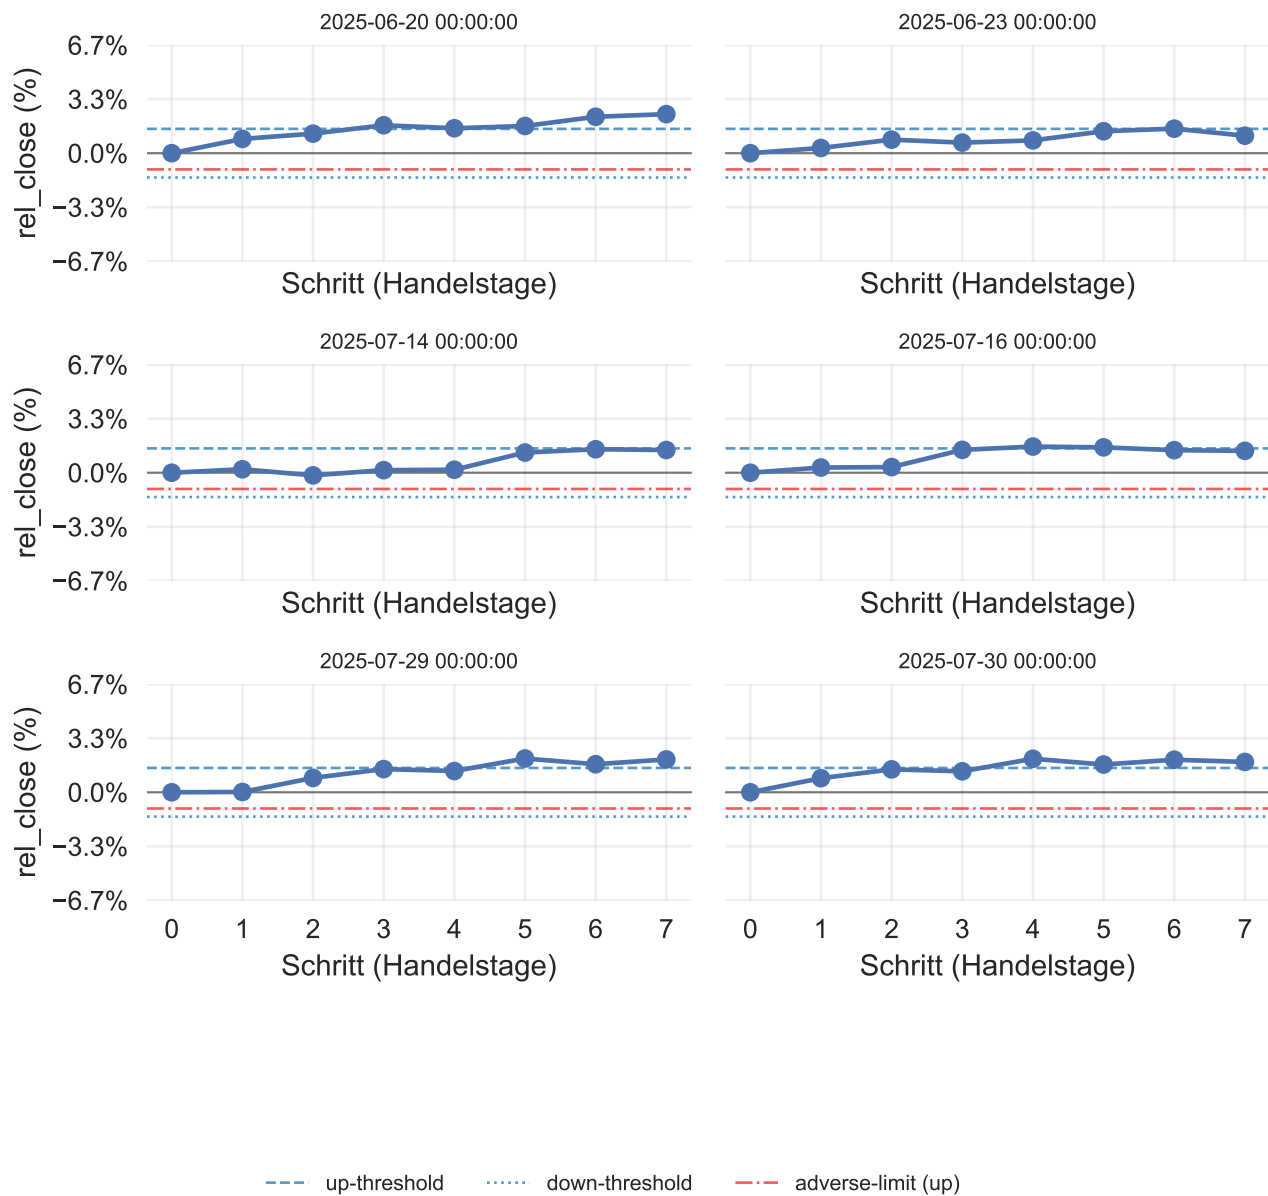 2025-06-20 00:00:00
2025-06-23 00:00:00
rel_close (%)
6.7%
3.3%
0.0%
−3.3%
−6.7%
Schritt (Handelstage)
Schritt (Handelstage)
2025-07-14 00:00:00
2025-07-16 00:00:00
rel_close (%)
6.7%
3.3%
0.0%
−3.3%
−6.7%
Schritt (Handelstage)
Schritt (Handelstage)
2025-07-29 00:00:00
2025-07-30 00:00:00
rel_close (%)
6.7%
3.3%
0.0%
−3.3%
−6.7%
0 1 2 3 4 5 6 7
0 1 2 3 4 5 6 7
Schritt (Handelstage)
Schritt (Handelstage)
up-threshold down-threshold adverse-limit (up)